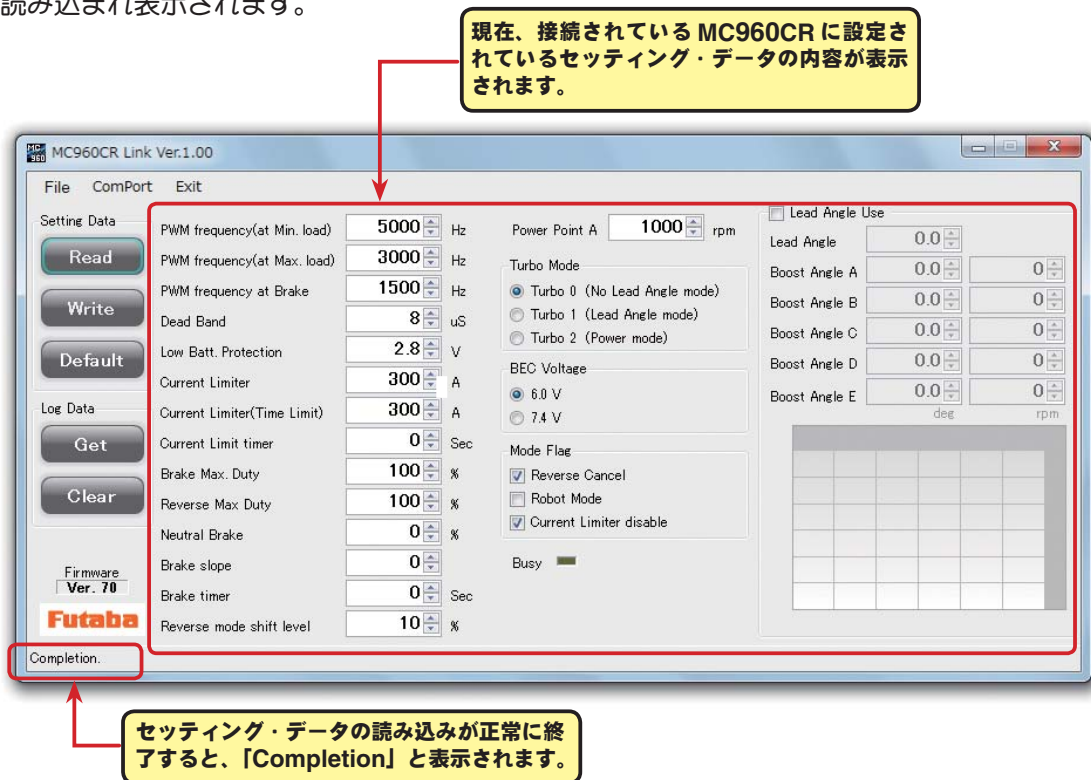 読み込まれ表示されます。
現在、接続されている MC960CR に設定さ
れているセッティング・データの内容が表示
されます。
MC960 MC960CR Link Ver.1.00
File ComPort Exit
Setting Data
Read
Write
Default
Log Data
Get
Clear
Firmware
Ver. 70
Futaba
PWM frequency(at Min. load) 5000 Hz
PWM frequency(at Max. load) 3000 Hz
PWM frequency at Brake 1500 Hz
Dead Band 8 uS
Low Batt. Protection 2.8 V
Current Limiter 300 A
Current Limiter(Time Limit) 300 A
Current Limit timer 0 Sec
Brake Max. Duty 100 %
Reverse Max Duty 100 %
Neutral Brake 0 %
Brake slope 0
Brake timer 0 Sec
Reverse mode shift level 10 %
Power Point A 1000 rpm
Turbo Mode
Turbo 0 (No Lead Angle mode)
Turbo 1 (Lead Angle mode)
Turbo 2 (Power mode)
BEC Voltage
6.0 V
7.4 V
Mode Flag
Reverse Cancel
Robot Mode
Current Limiter disable
Busy
Lead Angle Use
Lead Angle 0.0
Boost Angle A 0.0 0
Boost Angle B 0.0 0
Boost Angle C 0.0 0
Boost Angle D 0.0 0
Boost Angle E 0.0 0
deg rpm
Completion.
セッティング・データの読み込みが正常に終
了すると、「Completion」と表示されます。